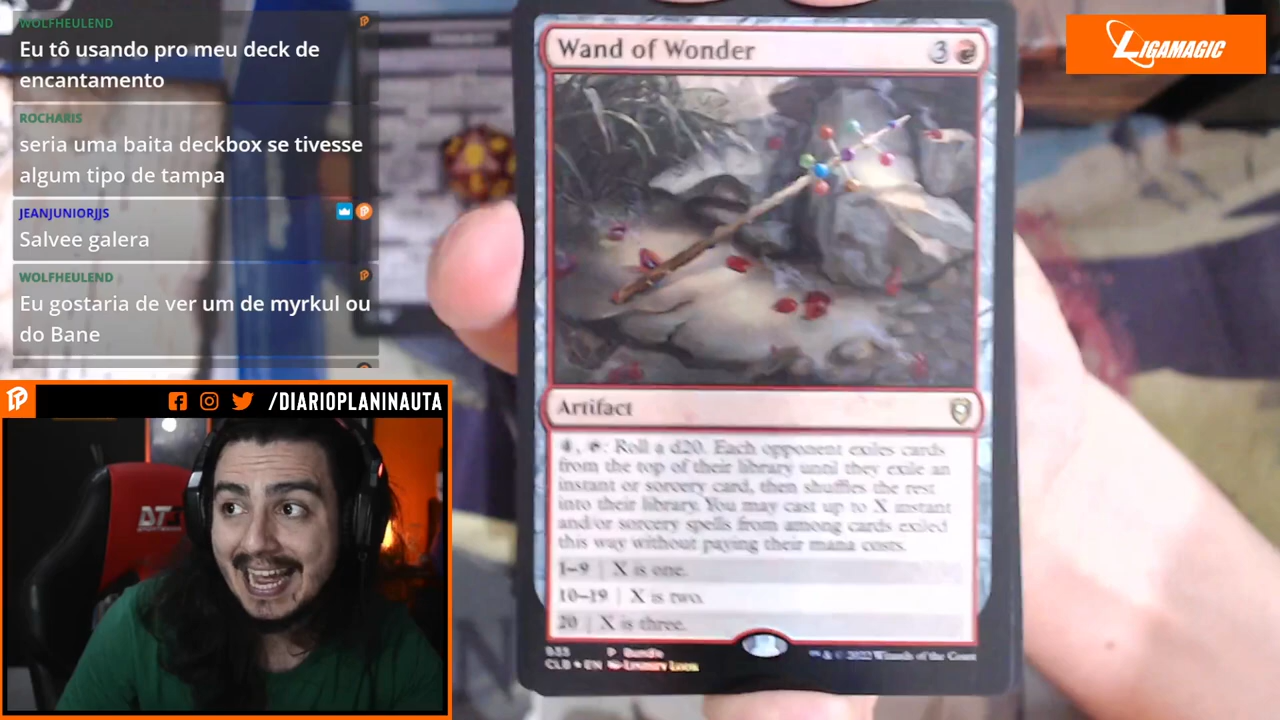 WOLFHEULEND
Eu tô usando pro meu deck de
encantamento
ROCHARIS
seria uma baita deckbox se tivesse
algum tipo de tampa
JEANJUNIORJJS
Salvee galera
WOLFHEULEND
Eu gostaria de ver um de myrkul ou
do Bane
/DIARIOPLANINAUTA
LIGAMAGIC
Wand of Wonder 3
Artifact
4, T: Roll a d20. Each opponent exiles cards
from the top of their library until they exile an
instant or sorcery card, then shuffles the rest
into their library. You may cast up to X instant
and/or sorcery spells from among cards exiled
this way without paying their mana costs.
1–9 | X is one.
10–19 | X is two.
20 | X is three.
P Bundle
CLB • EN
™ & © 2022 Wizards of the Coast